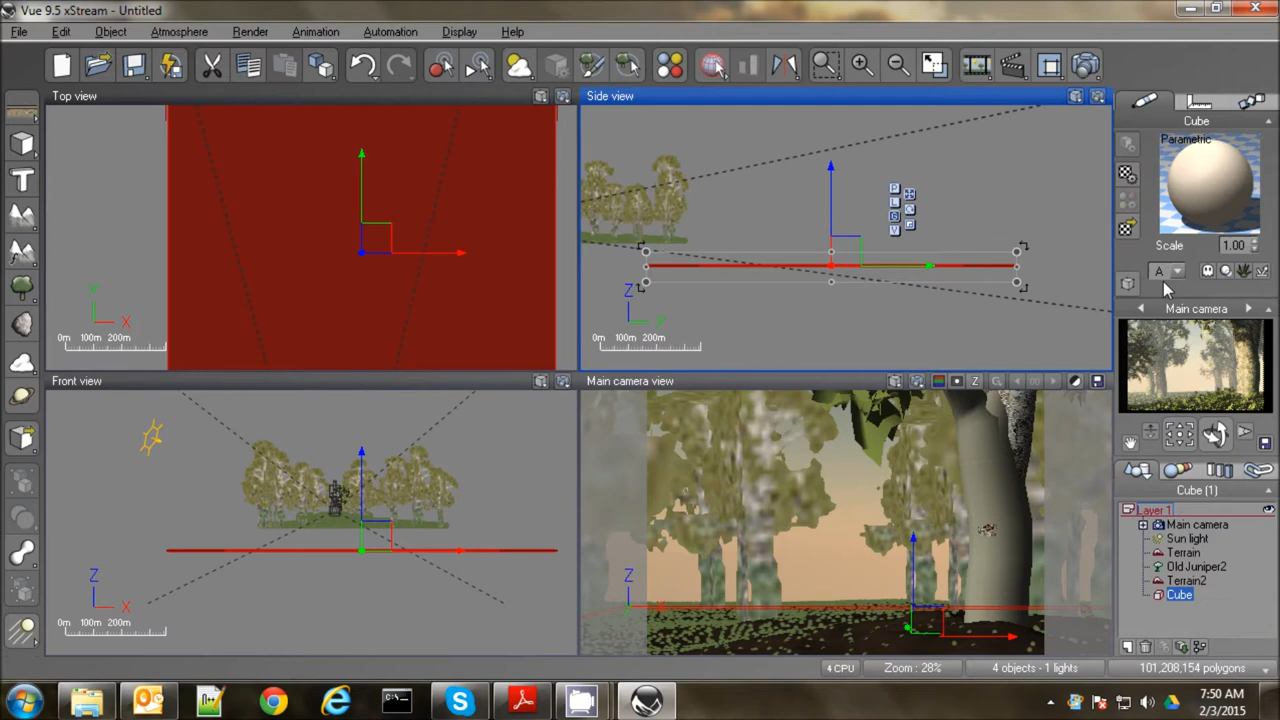 Vue 9.5 xStream - Untitled
File Edit Object Atmosphere Render Animation Automation Display Help
Top view
Side view
Cube
Parametric
Scale 1.00
A
Main camera
P
L
G
V
Y
X
Z
Y
0m 100m 200m
0m 100m 200m
Front view
Main camera view
Z
Z
X
0m 100m 200m
Z
X
Cube (1)
Layer 1
Main camera
Sun light
Terrain
Old Juniper2
Terrain2
Cube
4 CPU
Zoom : 28%
4 objects - 1 lights
101,208,154 polygons
7:50 AM
2/3/2015